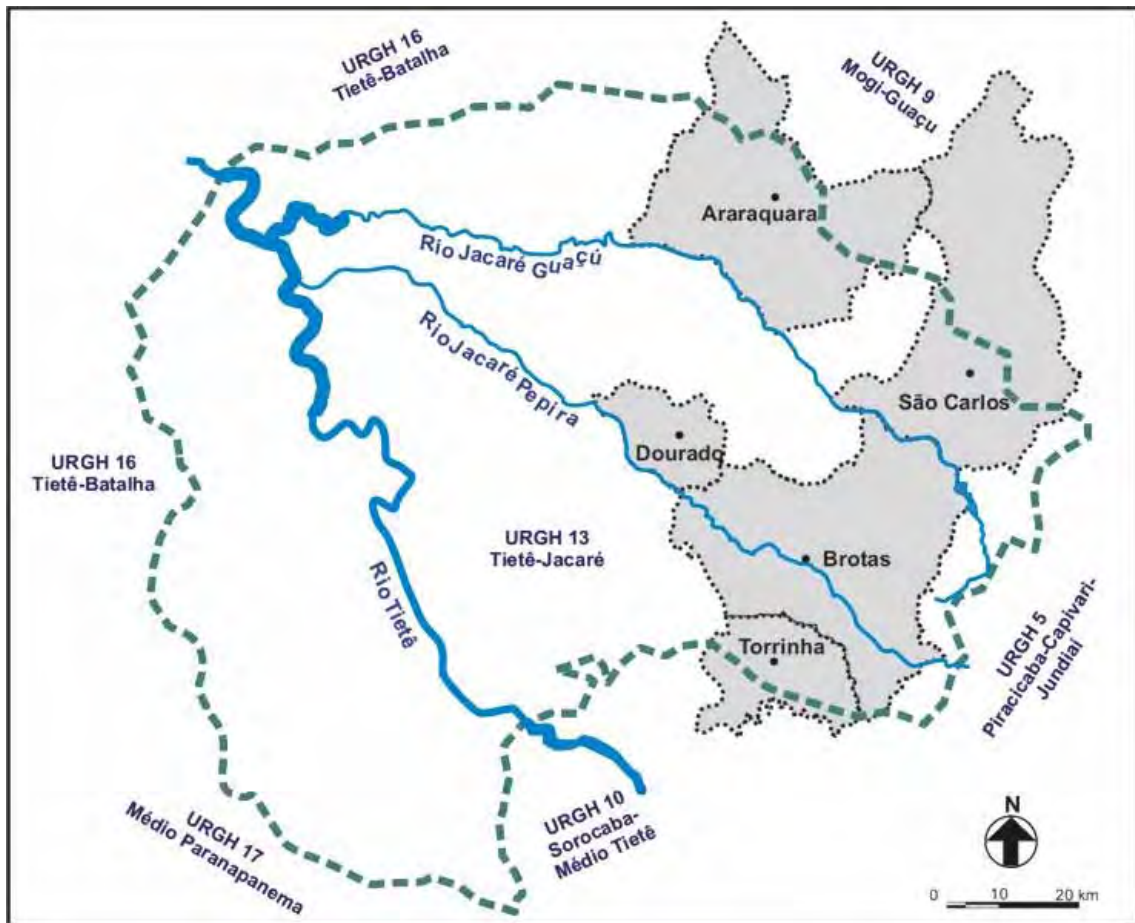 URGH 16
Tietê-Batalha
URGH 9
Mogi-Guaçu
Araraquara
Rio Jacaré Guaçú
Rio Jacaré Pepira
São Carlos
Dourado
URGH 16
Tietê-Batalha
URGH 13
Tietê-Jacaré
Brotas
Rio Tietê
Torrinha
URGH 5
Piracicaba-Capivari-
Jundiaí
URGH 10
Sorocaba-
Médio Tietê
URGH 17
Médio Paranapanema
N
0 10 20 km